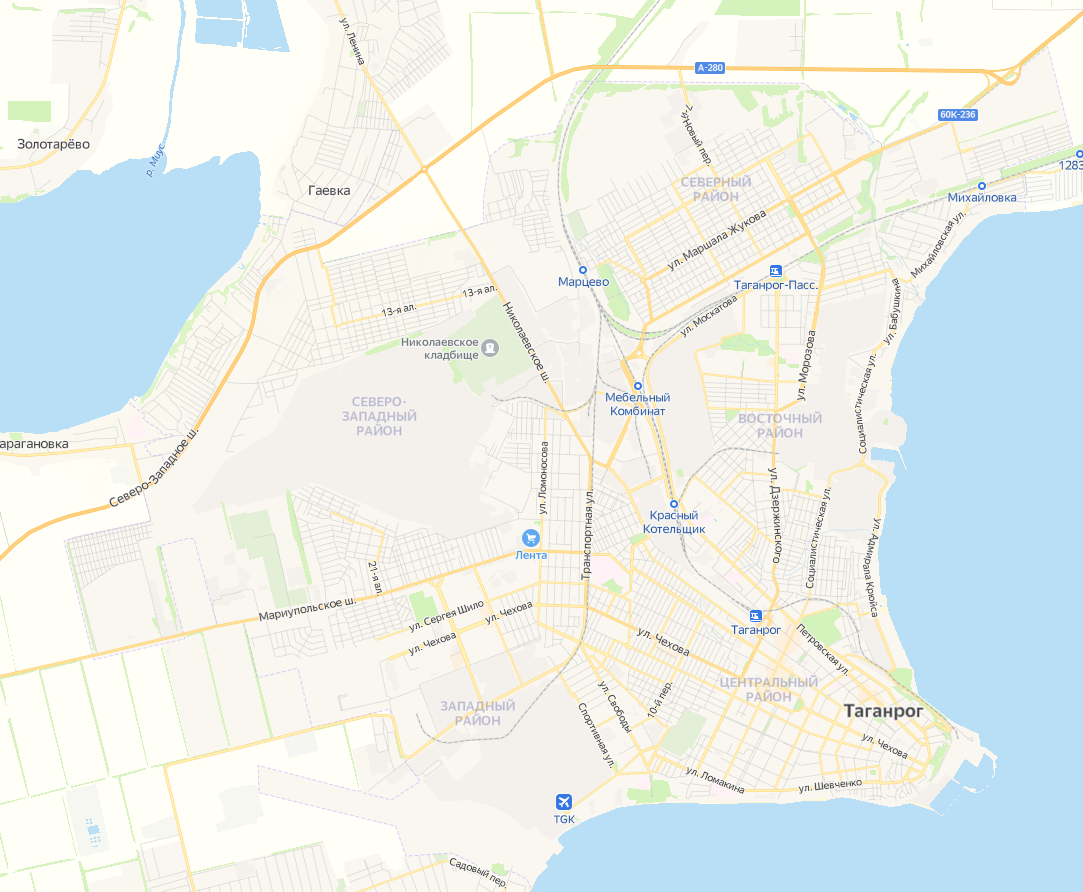 ул. Ленина
А-280
60К-236
Золотарёво
р. Миус
2-й Новый пер.
1283
СЕВЕРНЫЙ
РАЙОН
Гаевка
Михайловка
ул. Маршала Жукова
Михайловская ул.
Марцево
Таганрог-Пасс.
13-я ал.
13-я ал.
ул. Бабушкина
Николаевское ш.
ул. Москатова
Николаевское
кладбище
ул. Морозова
Социалистическая ул.
Мебельный
Комбинат
СЕВЕРО-
ЗАПАДНЫЙ
РАЙОН
ВОСТОЧНЫЙ
РАЙОН
арагановка
Северо-Западное ш.
ул. Ломоносова
ул. Дзержинского
Транспортная ул.
Социалистическая ул.
Красный
Котельщик
ул. Адмирала Крюйса
Лента
21-я ал.
Мариупольское ш.
ул. Сергея Шило
ул. Чехова
ул. Чехова
Таганрог
ул. Чехова
Петровская ул.
ЦЕНТРАЛЬНЫЙ
РАЙОН
ЗАПАДНЫЙ
РАЙОН
ул. Свободы
10-й пер.
Таганрог
Спортивная ул.
ул. Чехова
ул. Ломакина
ул. Шевченко
TGK
Садовый пер.